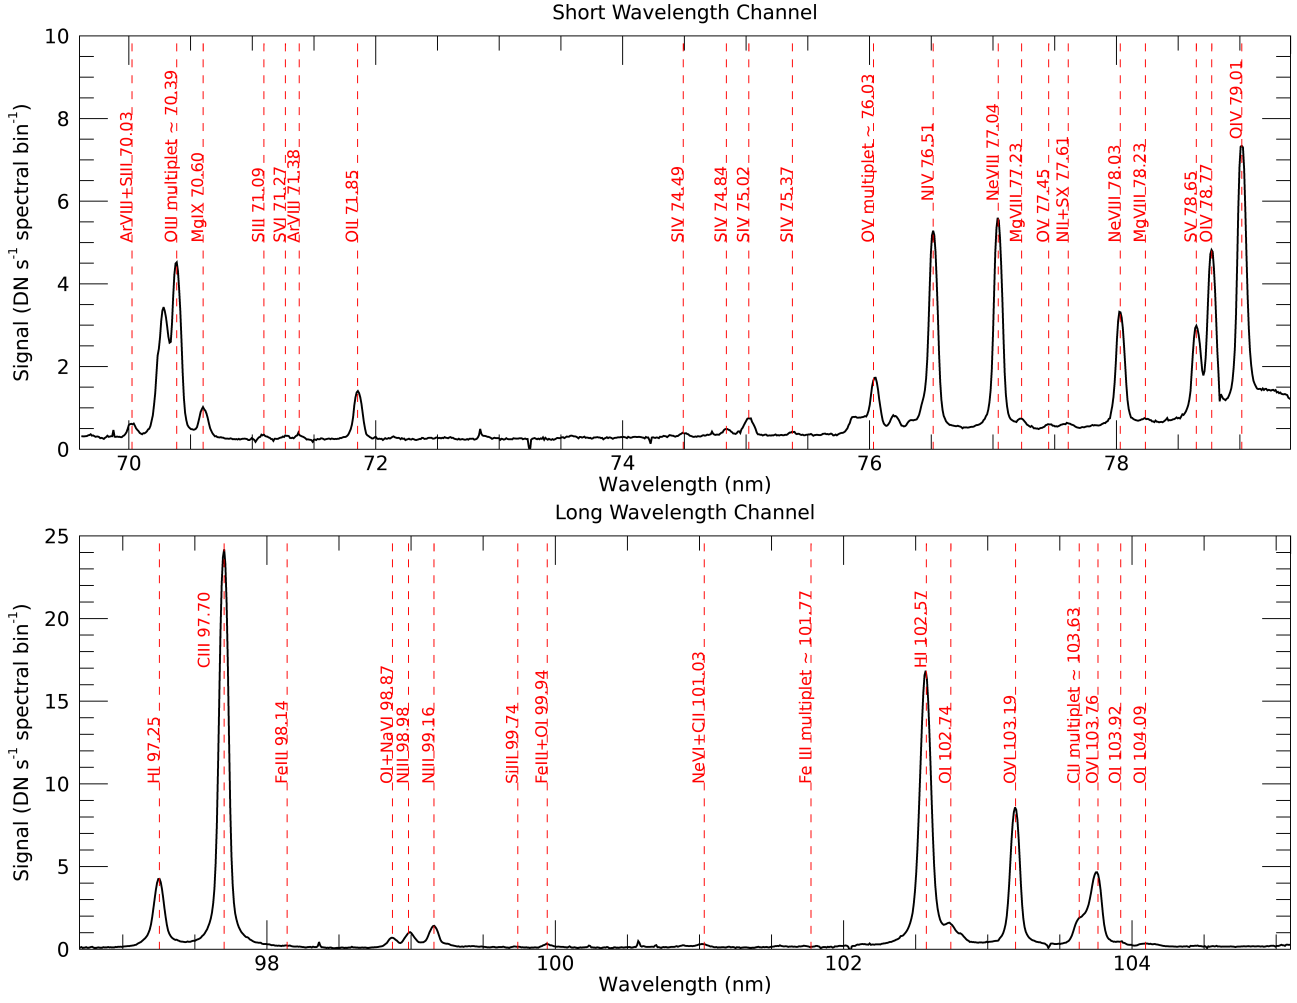 Short Wavelength Channel
Signal (DN s⁻¹ spectral bin⁻¹)
10
8
6
4
2
0
ArVIII+SIII 70.03
OIII multiplet ~ 70.39
MgIX 70.60
SIII 71.09
SVI 71.27
ArVIII 71.38
OII 71.85
SIV 74.49
SIV 74.84
SIV 75.02
SIV 75.37
OV multiplet ~ 76.03
NIV 76.51
NeVIII 77.04
MgVIII 77.23
OV 77.45
NII+SX 77.61
NeVIII 78.03
MgVIII 78.23
SV 78.65
OIV 78.77
OIV 79.01
70 72 74 76 78
Wavelength (nm)
Long Wavelength Channel
Signal (DN s⁻¹ spectral bin⁻¹)
25
20
15
10
5
0
HI 97.25
CIII 97.70
FeIII 98.14
OI+NaVI 98.87
NIII 98.98
NIII 99.16
SiIII 99.74
FeIII+OI 99.94
NeVI+CII 101.03
Fe III multiplet ~ 101.77
HI 102.57
OI 102.74
OVI 103.19
CII multiplet ~ 103.63
OVI 103.76
OI 103.92
OI 104.09
98 100 102 104
Wavelength (nm)